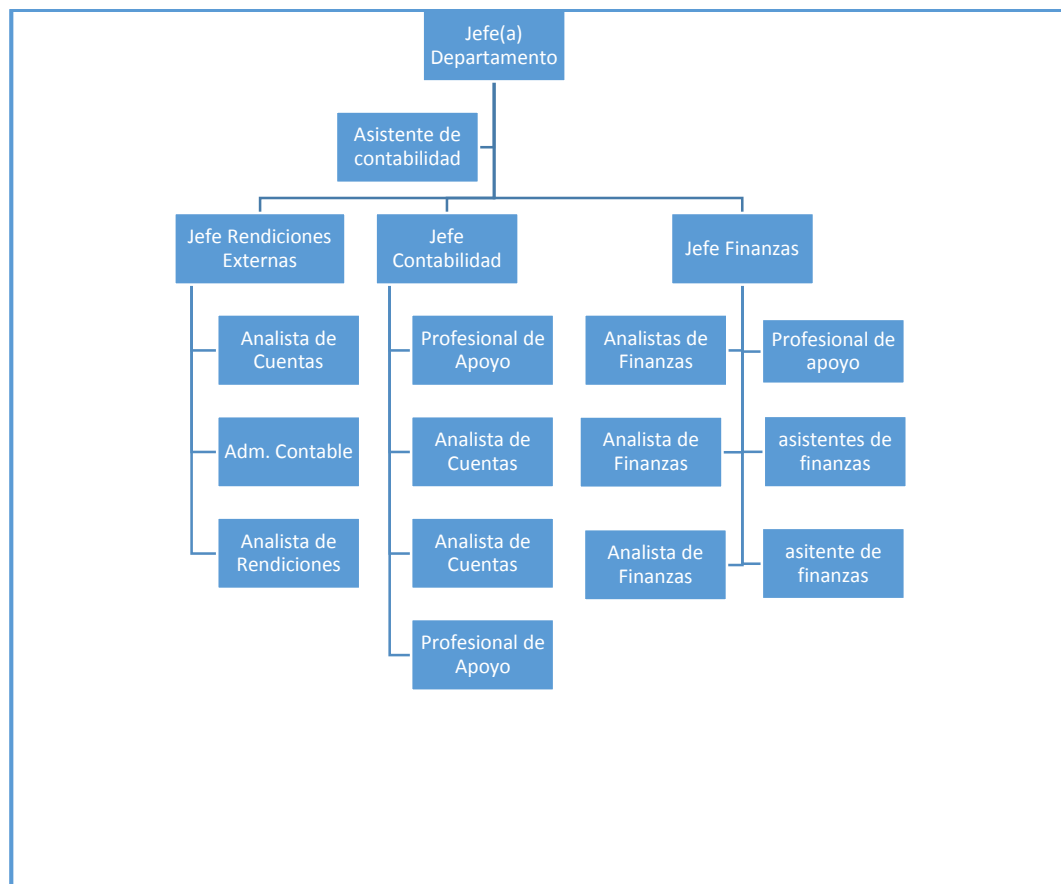 Jefe(a)
Departamento
Asistente de
contabilidad
Jefe Rendiciones
Externas
Jefe
Contabilidad
Jefe Finanzas
Analista de
Cuentas
Adm. Contable
Analista de
Rendiciones
Profesional de
Apoyo
Analista de
Cuentas
Analista de
Cuentas
Profesional de
Apoyo
Analistas de
Finanzas
Profesional de
apoyo
Analista de
Finanzas
asistentes de
finanzas
Analista de
Finanzas
asitente de
finanzas